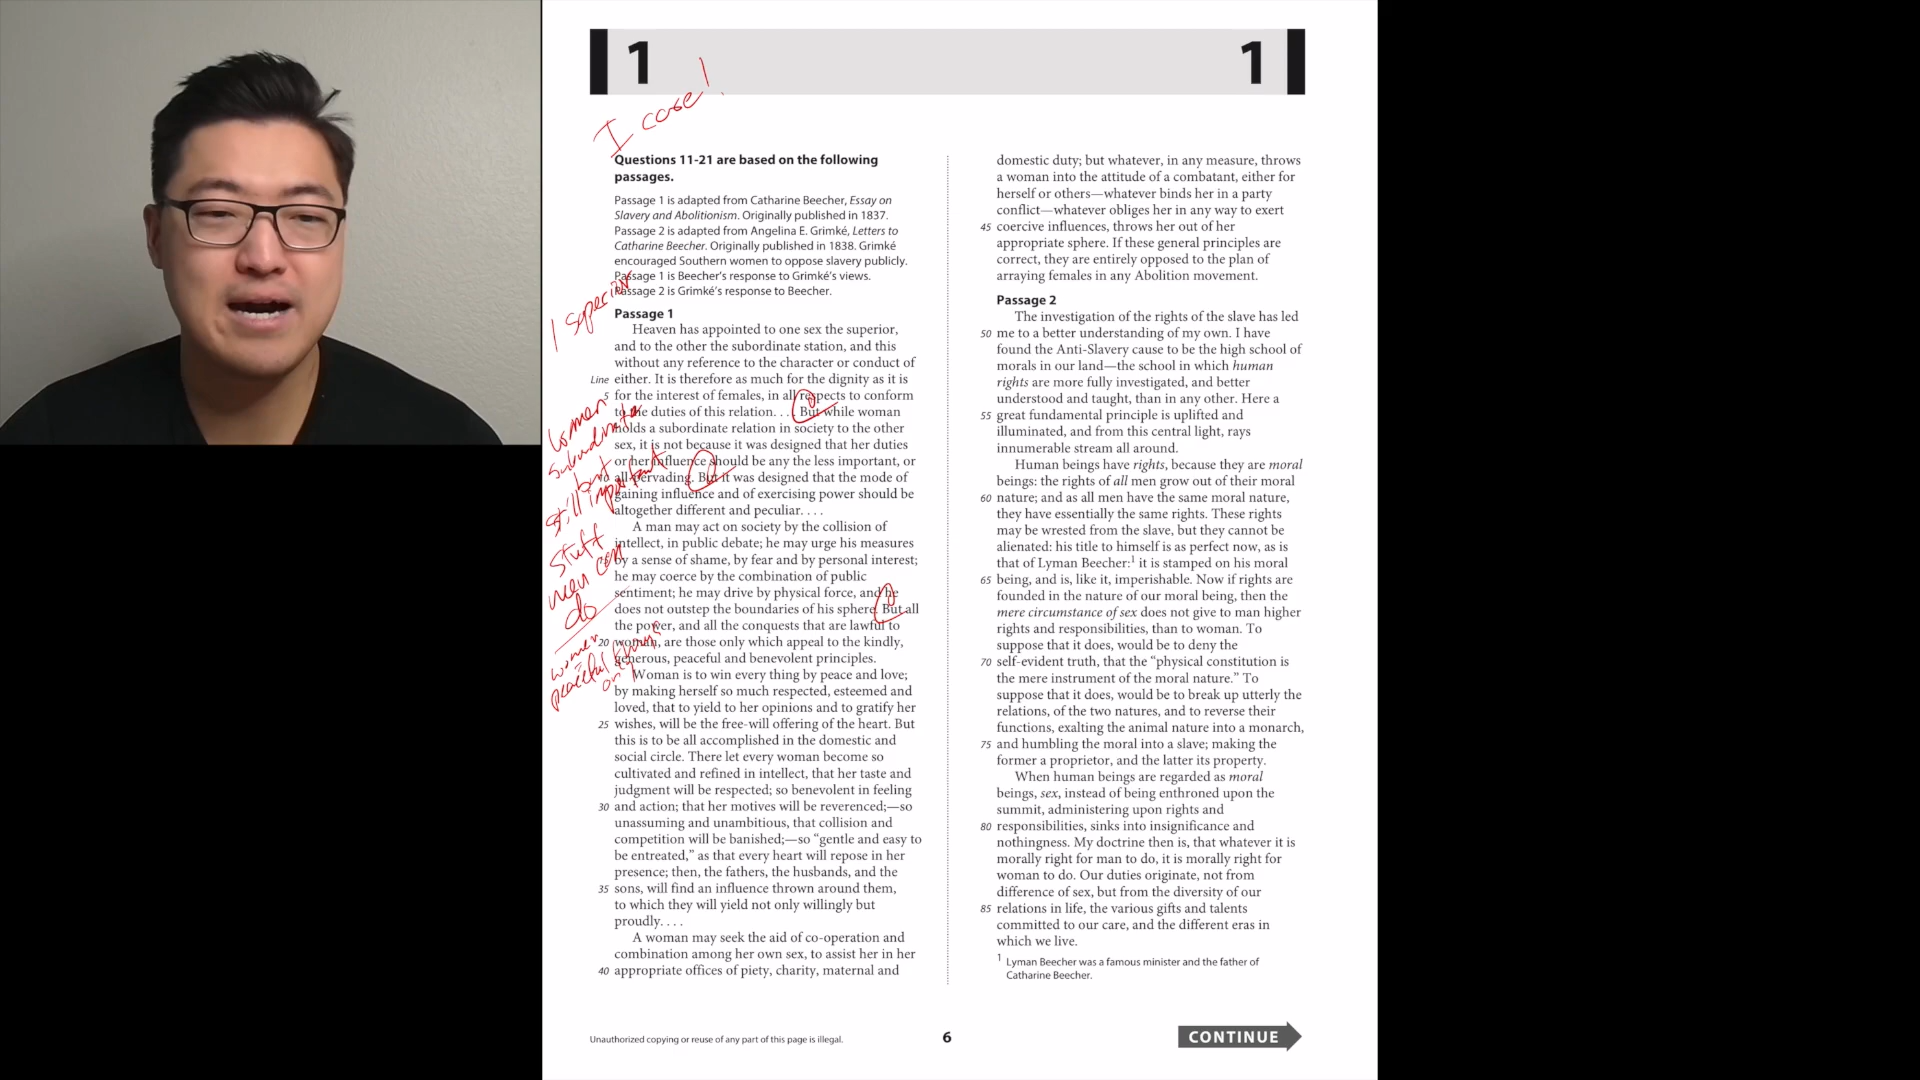 1
1
I care!
Questions 11-21 are based on the following
passages.
Passage 1 is adapted from Catharine Beecher, Essay on
Slavery and Abolitionism. Originally published in 1837.
Passage 2 is adapted from Angelina E. Grimké, Letters to
Catharine Beecher. Originally published in 1838. Grimké
encouraged Southern women to oppose slavery publicly.
Passage 1 is Beecher's response to Grimké's views.
Passage 2 is Grimké's response to Beecher.
1 superior
Passage 1
Heaven has appointed to one sex the superior,
and to the other the subordinate station, and this
without any reference to the character or conduct of
Line either. It is therefore as much for the dignity as it is
5 for the interest of females, in all respects to conform
to the duties of this relation. . . . But while woman
holds a subordinate relation in society to the other
sex, it is not because it was designed that her duties
or her influence should be any the less important, or
10 all-pervading. But it was designed that the mode of
gaining influence and of exercising power should be
altogether different and peculiar. . . .
women
subordinate
but
still important
A man may act on society by the collision of
intellect, in public debate; he may urge his measures
15 by a sense of shame, by fear and by personal interest;
he may coerce by the combination of public
sentiment; he may drive by physical force, and he
does not outstep the boundaries of his sphere. But all
the power, and all the conquests that are lawful to
20 woman, are those only which appeal to the kindly,
generous, peaceful and benevolent principles.
stuff
men can
do
women
peaceful things
only
Woman is to win every thing by peace and love;
by making herself so much respected, esteemed and
loved, that to yield to her opinions and to gratify her
25 wishes, will be the free-will offering of the heart. But
this is to be all accomplished in the domestic and
social circle. There let every woman become so
cultivated and refined in intellect, that her taste and
judgment will be respected; so benevolent in feeling
30 and action; that her motives will be reverenced;—so
unassuming and unambitious, that collision and
competition will be banished;—so “gentle and easy to
be entreated,” as that every heart will repose in her
presence; then, the fathers, the husbands, and the
35 sons, will find an influence thrown around them,
to which they will yield not only willingly but
proudly. . . .
A woman may seek the aid of co-operation and
combination among her own sex, to assist her in her
40 appropriate offices of piety, charity, maternal and
domestic duty; but whatever, in any measure, throws
a woman into the attitude of a combatant, either for
herself or others—whatever binds her in a party
conflict—whatever obliges her in any way to exert
45 coercive influences, throws her out of her
appropriate sphere. If these general principles are
correct, they are entirely opposed to the plan of
arraying females in any Abolition movement.
Passage 2
The investigation of the rights of the slave has led
50 me to a better understanding of my own. I have
found the Anti-Slavery cause to be the high school of
morals in our land—the school in which human
rights are more fully investigated, and better
understood and taught, than in any other. Here a
55 great fundamental principle is uplifted and
illuminated, and from this central light, rays
innumerable stream all around.
Human beings have rights, because they are moral
beings: the rights of all men grow out of their moral
60 nature; and as all men have the same moral nature,
they have essentially the same rights. These rights
may be wrested from the slave, but they cannot be
alienated: his title to himself is as perfect now, as is
that of Lyman Beecher:1 it is stamped on his moral
65 being, and is, like it, imperishable. Now if rights are
founded in the nature of our moral being, then the
mere circumstance of sex does not give to man higher
rights and responsibilities, than to woman. To
suppose that it does, would be to deny the
70 self-evident truth, that the “physical constitution is
the mere instrument of the moral nature.” To
suppose that it does, would be to break up utterly the
relations, of the two natures, and to reverse their
functions, exalting the animal nature into a monarch,
75 and humbling the moral into a slave; making the
former a proprietor, and the latter its property.
When human beings are regarded as moral
beings, sex, instead of being enthroned upon the
summit, administering upon rights and
80 responsibilities, sinks into insignificance and
nothingness. My doctrine then is, that whatever it is
morally right for man to do, it is morally right for
woman to do. Our duties originate, not from
difference of sex, but from the diversity of our
85 relations in life, the various gifts and talents
committed to our care, and the different eras in
which we live.
1 Lyman Beecher was a famous minister and the father of
Catharine Beecher.
Unauthorized copying or reuse of any part of this page is illegal.
6
CONTINUE